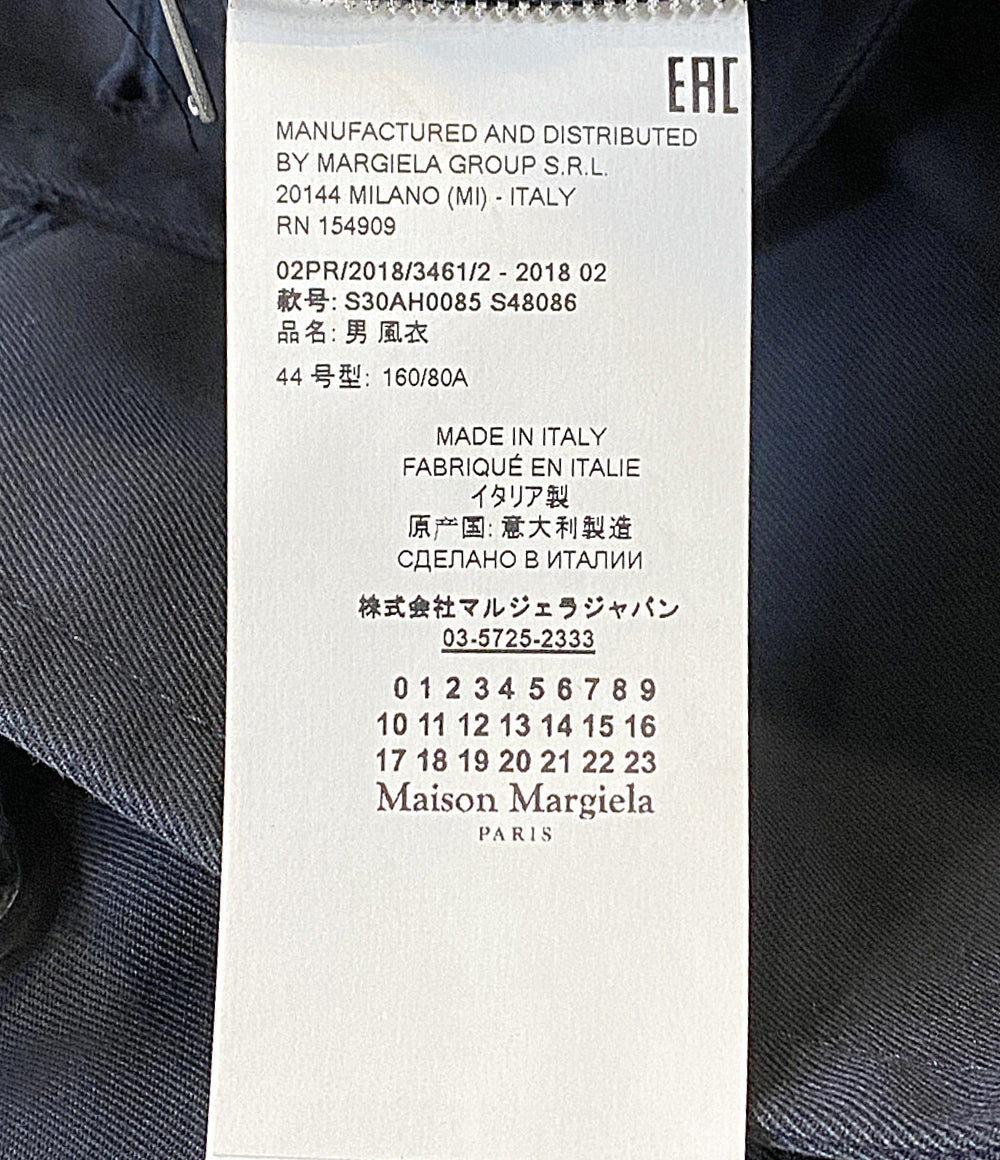 EAC
MANUFACTURED AND DISTRIBUTED
BY MARGIELA GROUP S.R.L.
20144 MILANO (MI) - ITALY
RN 154909
02PR/2018/3461/2 - 2018 02
款号: S30AH0085 S48086
品名: 男 風衣
44 号型: 160/80A
MADE IN ITALY
FABRIQUÉ EN ITALIE
イタリア製
原产国: 意大利製造
СДЕЛАНО В ИТАЛИИ
株式会社マルジェラジャパン
03-5725-2333
0 1 2 3 4 5 6 7 8 9
10 11 12 13 14 15 16
17 18 19 20 21 22 23
Maison Margiela
PARIS